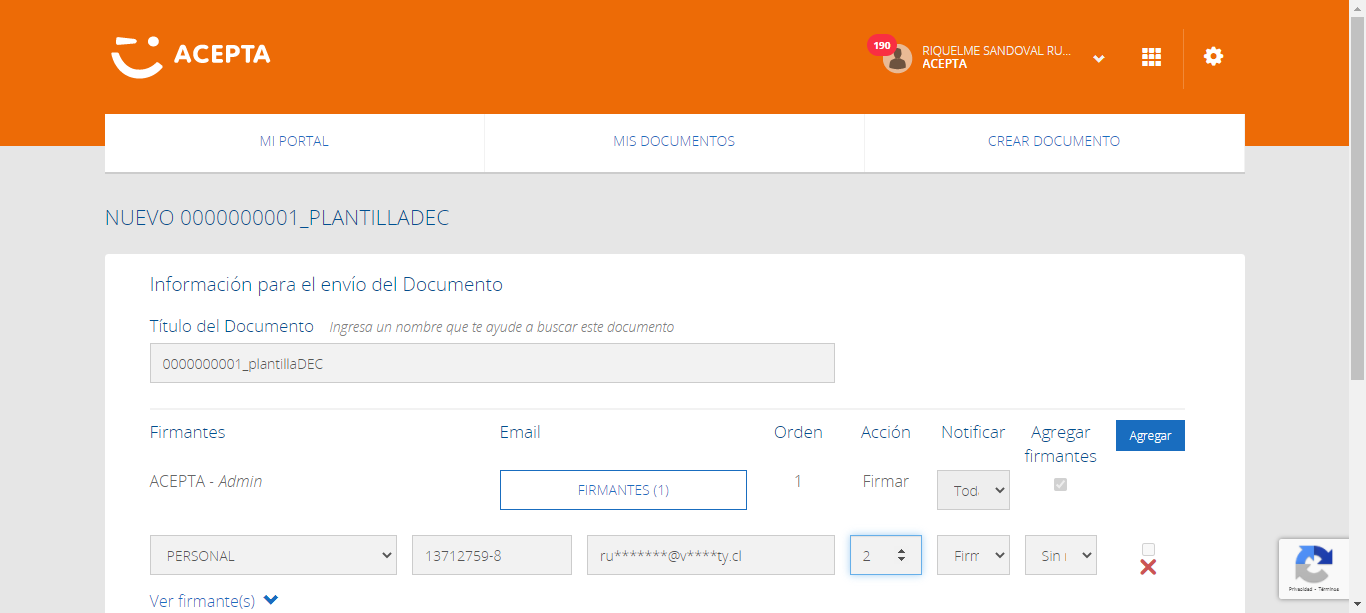 ACEPTA
190
RIQUELME SANDOVAL RU...
ACEPTA
MI PORTAL
MIS DOCUMENTOS
CREAR DOCUMENTO
NUEVO 0000000001_PLANTILLADEC
Información para el envío del Documento
Título del Documento Ingresa un nombre que te ayude a buscar este documento
0000000001_plantillaDEC
Firmantes Email Orden Acción Notificar Agregar firmantes Agregar
ACEPTA - Admin FIRMANTES (1) 1 Firmar Tod
PERSONAL 13712759-8 ru*******@v****ty.cl 2 Firm Sin
Ver firmante(s)
Privacidad - Términos